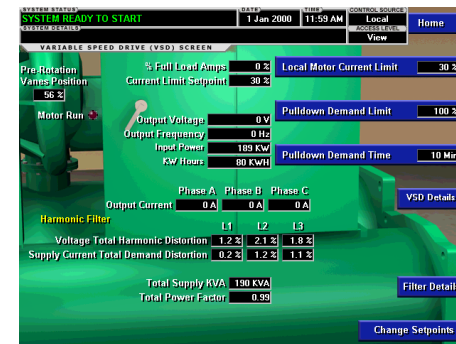 SYSTEM STATUS
SYSTEM READY TO START
DATE
1 Jan 2000
TIME
11:59 AM
CONTROL SOURCE
Local
Home
SYSTEM DETAILS
ACCESS LEVEL
View
VARIABLE SPEED DRIVE (VSD) SCREEN
Pre-Rotation
Vanes Position
56 %
Motor Run
% Full Load Amps 0 %
Current Limit Setpoint 30 %
Local Motor Current Limit 30 %
Output Voltage 0 V
Output Frequency 0 Hz
Input Power 189 KW
KW Hours 80 KWH
Pulldown Demand Limit 100 %
Pulldown Demand Time 10 Min
Phase A Phase B Phase C
Output Current 0 A 0 A 0 A
VSD Details
Harmonic Filter
L1 L2 L3
Voltage Total Harmonic Distortion 1.2 % 2.1 % 1.8 %
Supply Current Total Demand Distortion 0.2 % 1.2 % 1.1 %
Total Supply KVA 190 KVA
Total Power Factor 0.99
Filter Detail
Change Setpoints